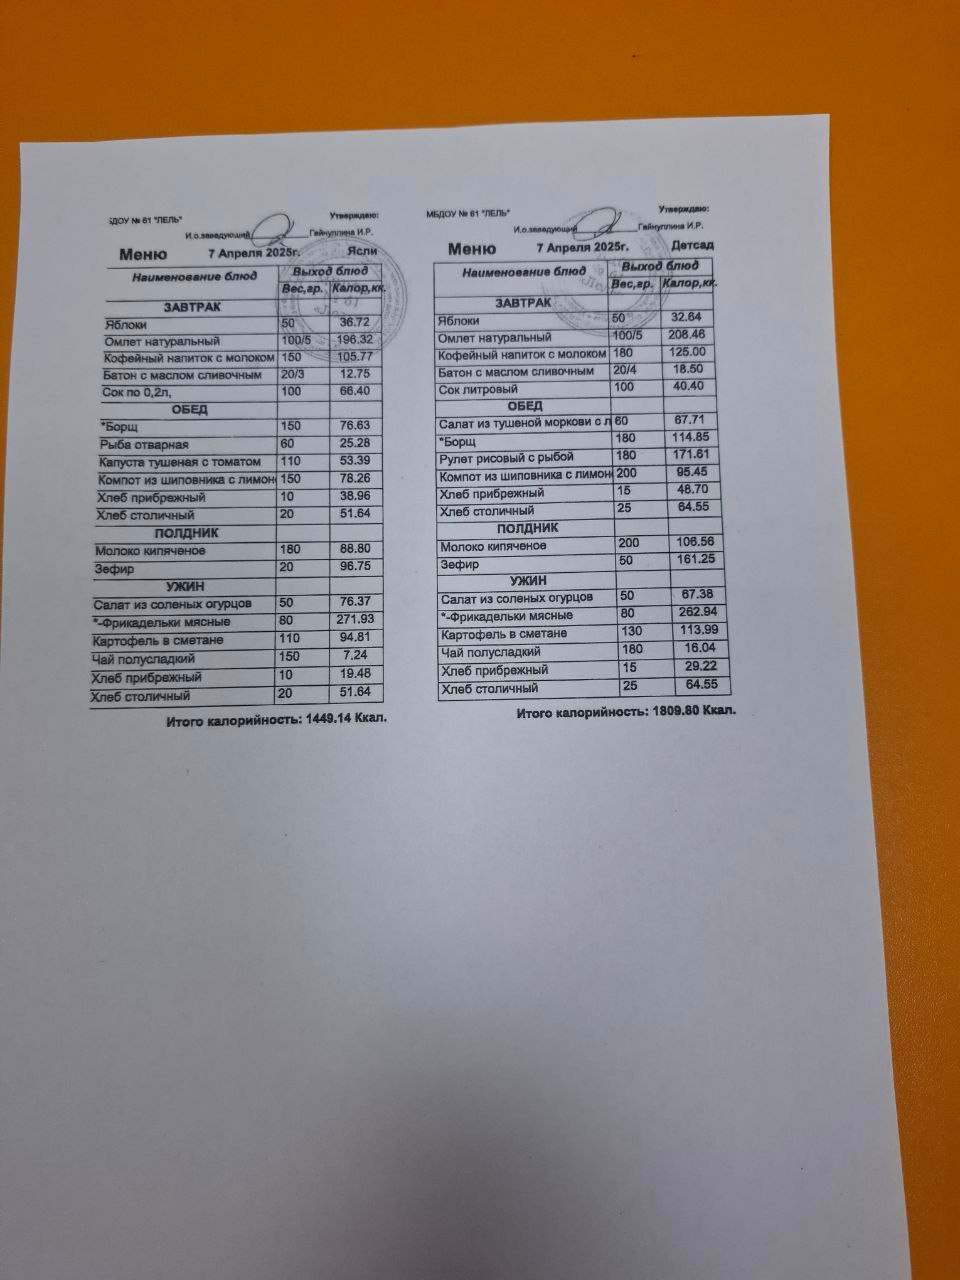 ДОУ № 61 "ЛЕЛЬ"
Утверждаю:
И.о.заведующий Гайнуллина И.Р.
Меню 7 Апреля 2025г. Ясли
Наименование блюд Выход блюд
Вес,гр. Калор,кк.
ЗАВТРАК
Яблоки 50 36.72
Омлет натуральный 100/5 196.32
Кофейный напиток с молоком 150 105.77
Батон с маслом сливочным 20/3 12.75
Сок по 0,2л, 100 66.40
ОБЕД
*Борщ 150 76.63
Рыба отварная 60 25.28
Капуста тушеная с томатом 110 53.39
Компот из шиповника с лимон 150 78.26
Хлеб прибрежный 10 38.96
Хлеб столичный 20 51.64
ПОЛДНИК
Молоко кипяченое 180 88.80
Зефир 20 96.75
УЖИН
Салат из соленых огурцов 50 76.37
*-Фрикадельки мясные 80 271.93
Картофель в сметане 110 94.81
Чай полусладкий 150 7.24
Хлеб прибрежный 10 19.48
Хлеб столичный 20 51.64
Итого калорийность: 1449.14 Ккал.
МБДОУ № 61 "ЛЕЛЬ"
Утверждаю:
И.о.заведующий Гайнуллина И.Р.
Меню 7 Апреля 2025г. Детсад
Наименование блюд Выход блюд
Вес,гр. Калор,кк.
ЗАВТРАК
Яблоки 50 32.64
Омлет натуральный 100/5 208.46
Кофейный напиток с молоком 180 125.00
Батон с маслом сливочным 20/4 18.50
Сок литровый 100 40.40
ОБЕД
Салат из тушеной моркови с л 60 67.71
*Борщ 180 114.85
Рулет рисовый с рыбой 180 171.61
Компот из шиповника с лимон 200 95.45
Хлеб прибрежный 15 48.70
Хлеб столичный 25 64.55
ПОЛДНИК
Молоко кипяченое 200 106.56
Зефир 50 161.25
УЖИН
Салат из соленых огурцов 50 67.38
*-Фрикадельки мясные 80 262.94
Картофель в сметане 130 113.99
Чай полусладкий 180 16.04
Хлеб прибрежный 15 29.22
Хлеб столичный 25 64.55
Итого калорийность: 1809.80 Ккал.